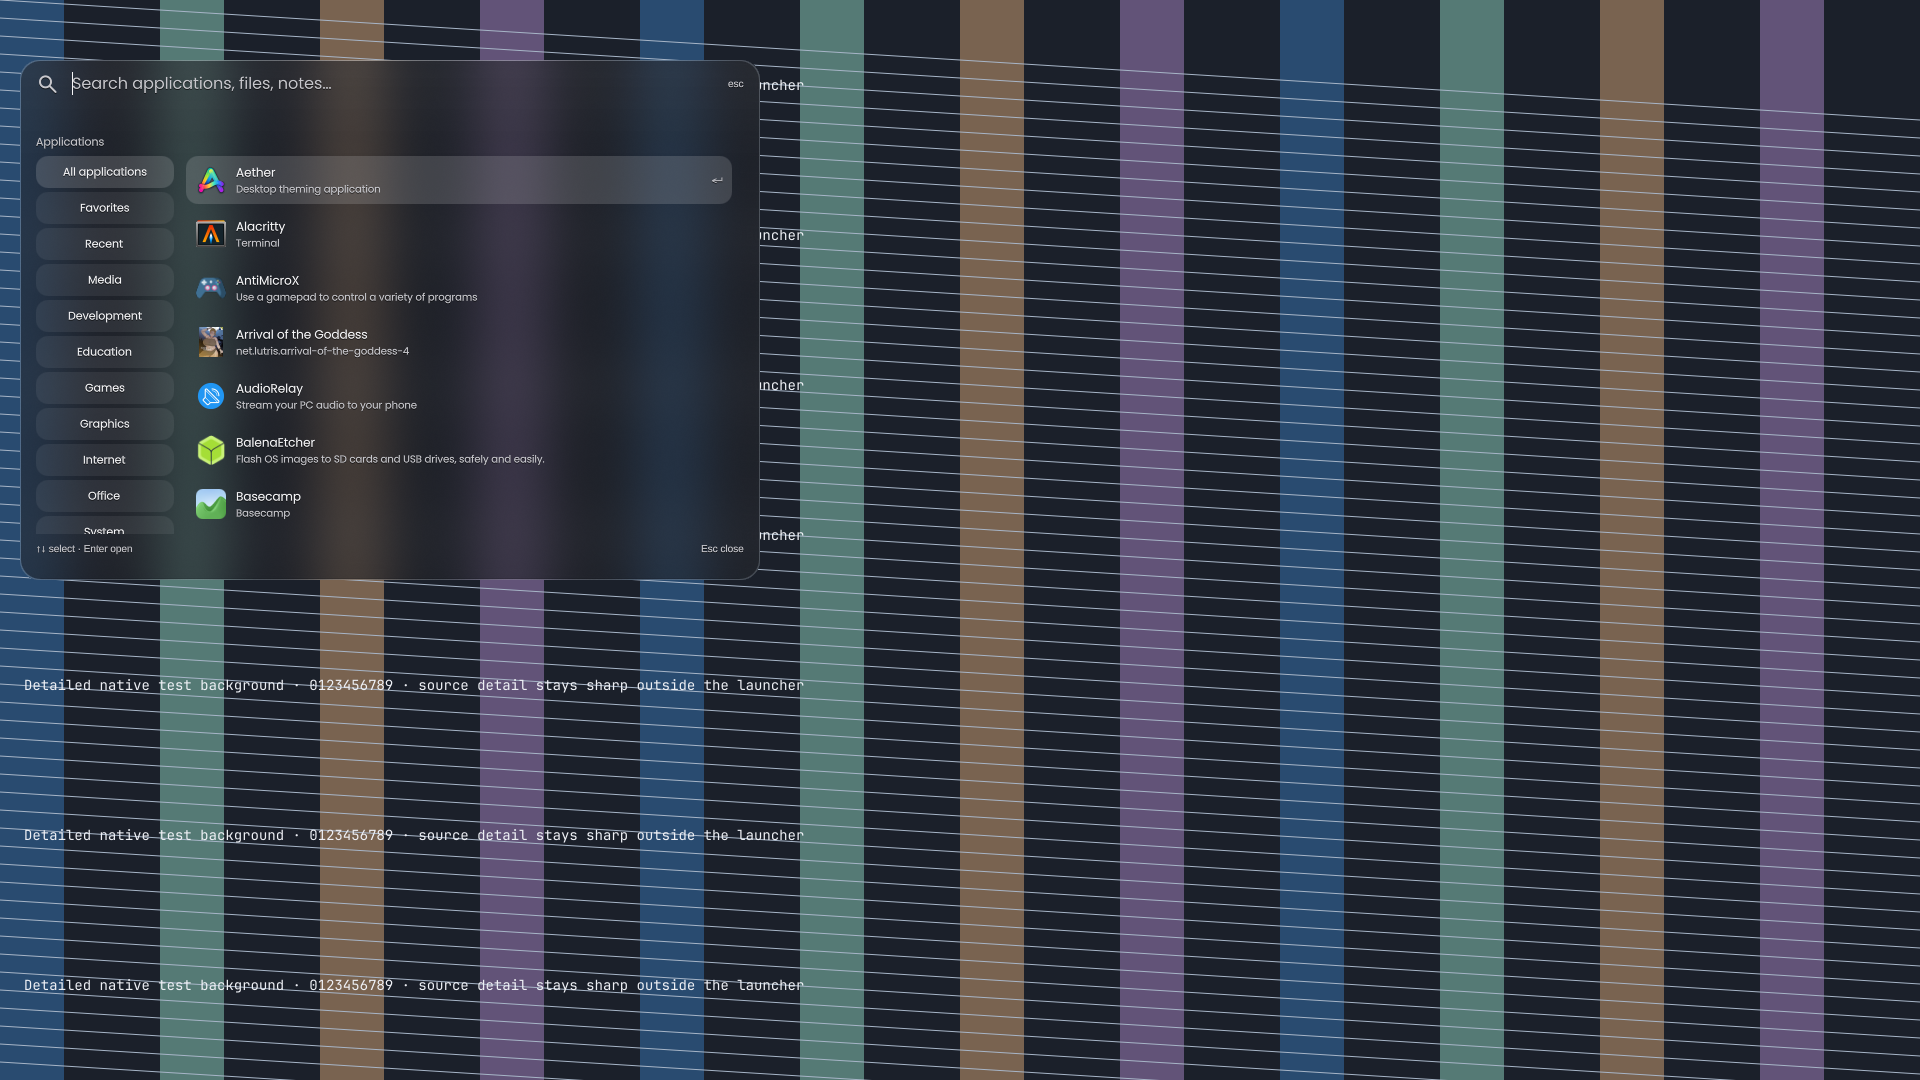 Search applications, files, notes...
esc
uncher
Applications
All applications
Favorites
Recent
Media
Development
Education
Games
Graphics
Internet
Office
System
Aether
Desktop theming application
Alacritty
Terminal
uncher
AntiMicroX
Use a gamepad to control a variety of programs
Arrival of the Goddess
net.lutris.arrival-of-the-goddess-4
AudioRelay
Stream your PC audio to your phone
uncher
BalenaEtcher
Flash OS images to SD cards and USB drives, safely and easily.
Basecamp
Basecamp
uncher
↑↓ select · Enter open
Esc close
Detailed native test background · 0123456789 · source detail stays sharp outside the launcher
Detailed native test background · 0123456789 · source detail stays sharp outside the launcher
Detailed native test background · 0123456789 · source detail stays sharp outside the launcher